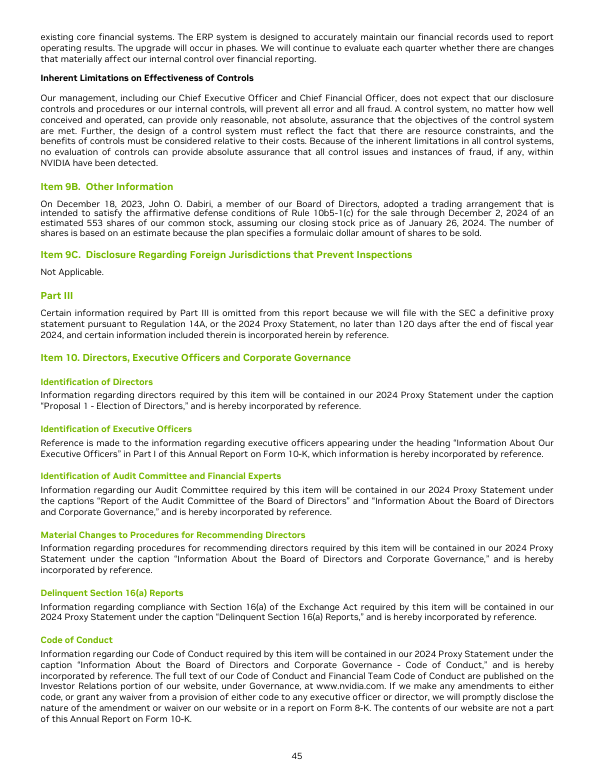 existing core financial systems. The ERP system is designed to accurately maintain our financial records used to report
operating results. The upgrade will occur in phases. We will continue to evaluate each quarter whether there are changes
that materially affect our internal control over financial reporting.
Inherent Limitations on Effectiveness of Controls
Our management, including our Chief Executive Officer and Chief Financial Officer, does not expect that our disclosure
controls and procedures or our internal controls, will prevent all error and all fraud. A control system, no matter how well
conceived and operated, can provide only reasonable, not absolute, assurance that the objectives of the control system
are met. Further, the design of a control system must reflect the fact that there are resource constraints, and the
benefits of controls must be considered relative to their costs. Because of the inherent limitations in all control systems,
no evaluation of controls can provide absolute assurance that all control issues and instances of fraud, if any, within
NVIDIA have been detected.
Item 9B. Other Information
On December 18, 2023, John O. Dabiri, a member of our Board of Directors, adopted a trading arrangement that is
intended to satisfy the affirmative defense conditions of Rule 10b5-1(c) for the sale through December 2, 2024 of an
estimated 553 shares of our common stock, assuming our closing stock price as of January 26, 2024. The number of
shares is based on an estimate because the plan specifies a formulaic dollar amount of shares to be sold.
Item 9C. Disclosure Regarding Foreign Jurisdictions that Prevent Inspections
Not Applicable.
Part III
Certain information required by Part III is omitted from this report because we will file with the SEC a definitive proxy
statement pursuant to Regulation 14A, or the 2024 Proxy Statement, no later than 120 days after the end of fiscal year
2024, and certain information included therein is incorporated herein by reference.
Item 10. Directors, Executive Officers and Corporate Governance
Identification of Directors
Information regarding directors required by this item will be contained in our 2024 Proxy Statement under the caption
"Proposal 1 - Election of Directors," and is hereby incorporated by reference.
Identification of Executive Officers
Reference is made to the information regarding executive officers appearing under the heading "Information About Our
Executive Officers" in Part I of this Annual Report on Form 10-K, which information is hereby incorporated by reference.
Identification of Audit Committee and Financial Experts
Information regarding our Audit Committee required by this item will be contained in our 2024 Proxy Statement under
the captions "Report of the Audit Committee of the Board of Directors" and "Information About the Board of Directors
and Corporate Governance," and is hereby incorporated by reference.
Material Changes to Procedures for Recommending Directors
Information regarding procedures for recommending directors required by this item will be contained in our 2024 Proxy
Statement under the caption "Information About the Board of Directors and Corporate Governance," and is hereby
incorporated by reference.
Delinquent Section 16(a) Reports
Information regarding compliance with Section 16(a) of the Exchange Act required by this item will be contained in our
2024 Proxy Statement under the caption "Delinquent Section 16(a) Reports," and is hereby incorporated by reference.
Code of Conduct
Information regarding our Code of Conduct required by this item will be contained in our 2024 Proxy Statement under the
caption "Information About the Board of Directors and Corporate Governance - Code of Conduct," and is hereby
incorporated by reference. The full text of our Code of Conduct and Financial Team Code of Conduct are published on the
Investor Relations portion of our website, under Governance, at www.nvidia.com. If we make any amendments to either
code, or grant any waiver from a provision of either code to any executive officer or director, we will promptly disclose the
nature of the amendment or waiver on our website or in a report on Form 8-K. The contents of our website are not a part
of this Annual Report on Form 10-K.
45